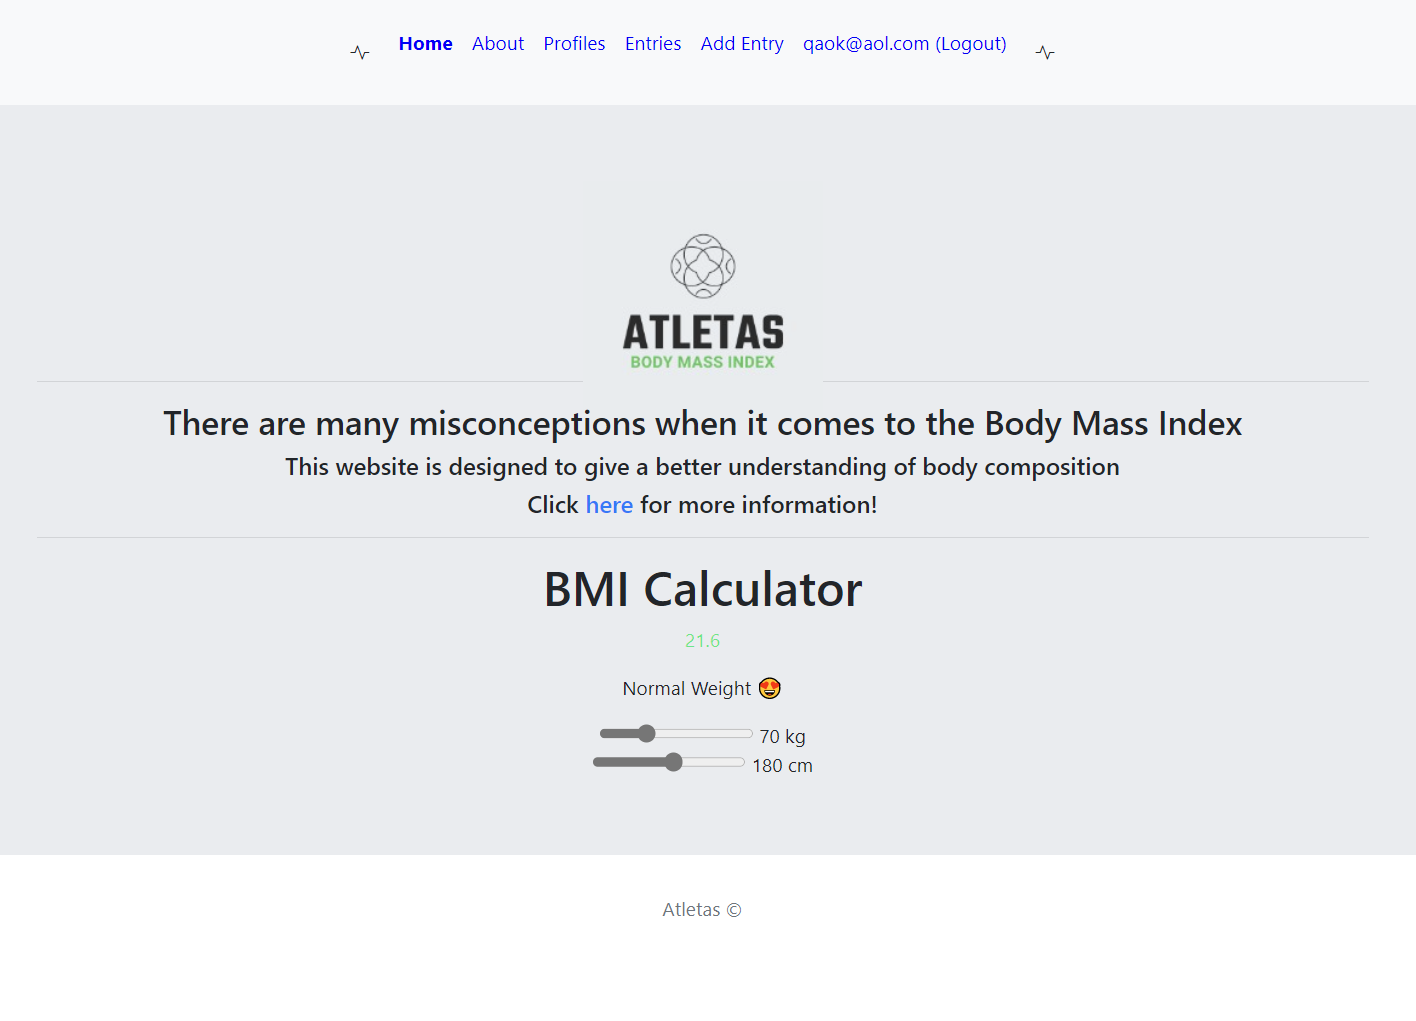 Home About Profiles Entries Add Entry qaok@aol.com (Logout)
ATLETAS
BODY MASS INDEX
There are many misconceptions when it comes to the Body Mass Index
This website is designed to give a better understanding of body composition
Click here for more information!
BMI Calculator
21.6
Normal Weight 😍
70 kg
180 cm
Atletas ©